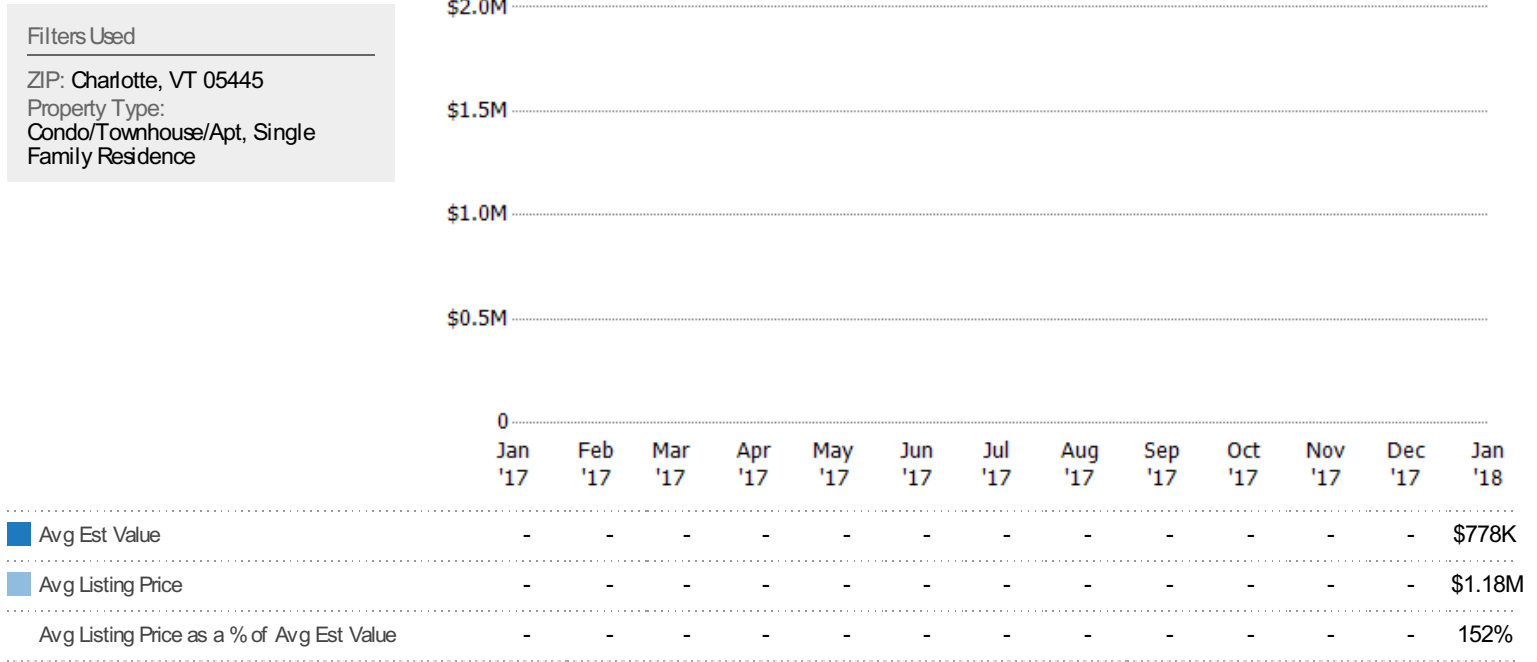 Filters Used
ZIP: Charlotte, VT 05445
Property Type:
Condo/Townhouse/Apt, Single
Family Residence
$2.0M
$1.5M
$1.0M
$0.5M
0
Jan Feb Mar Apr May Jun Jul Aug Sep Oct Nov Dec Jan
'17 '17 '17 '17 '17 '17 '17 '17 '17 '17 '17 '17 '18
Avg Est Value - - - - - - - - - - - - $778K
Avg Listing Price - - - - - - - - - - - - $1.18M
Avg Listing Price as a % of Avg Est Value - - - - - - - - - - - - 152%